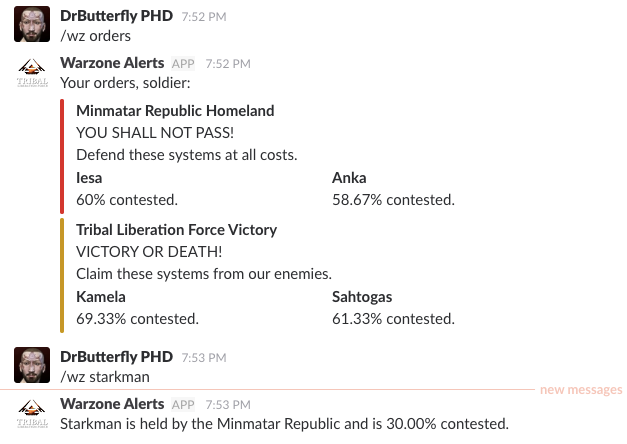 DrButterfly PHD 7:52 PM
/wz orders
Warzone Alerts APP 7:52 PM
TRIBAL
Your orders, soldier:
Minmatar Republic Homeland
YOU SHALL NOT PASS!
Defend these systems at all costs.
Iesa Anka
60% contested. 58.67% contested.
Tribal Liberation Force Victory
VICTORY OR DEATH!
Claim these systems from our enemies.
Kamela Sahtogas
69.33% contested. 61.33% contested.
DrButterfly PHD 7:53 PM
/wz starkman
new messages
Warzone Alerts APP 7:53 PM
TRIBAL
Starkman is held by the Minmatar Republic and is 30.00% contested.